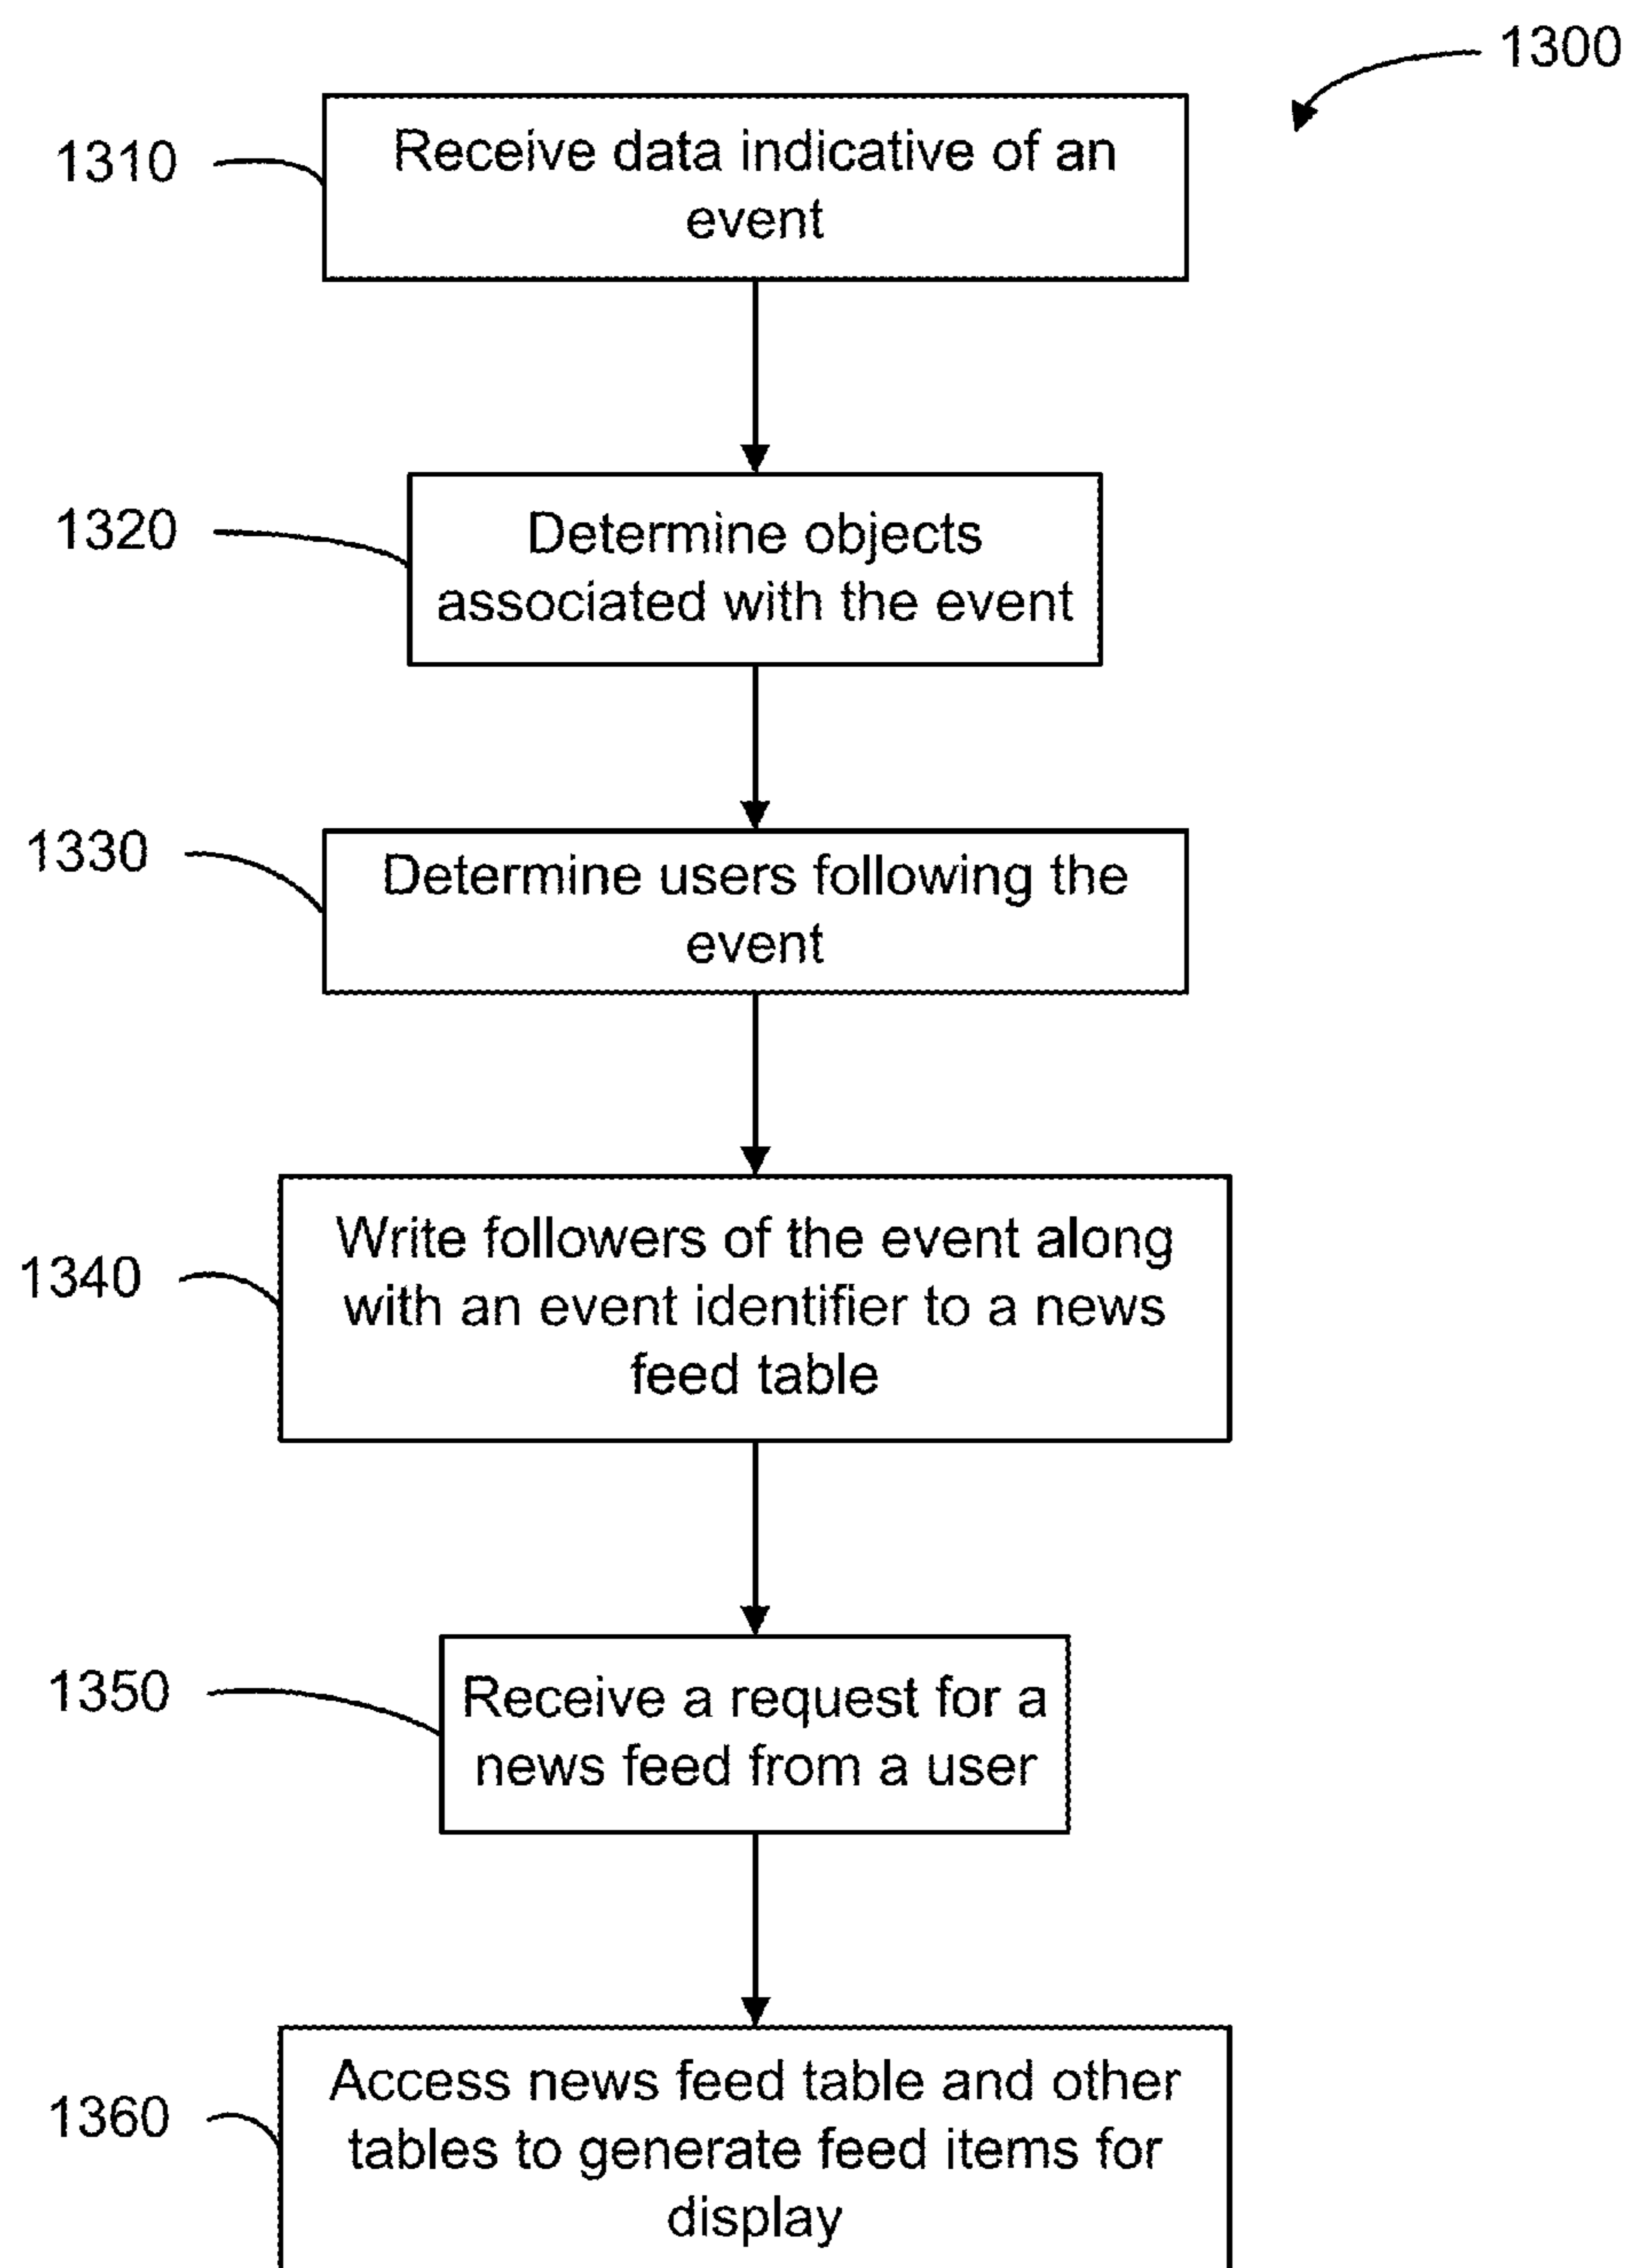 1300
1310
Receive data indicative of an
event
1320
Determine objects
associated with the event
1330
Determine users following the
event
1340
Write followers of the event along
with an event identifier to a news
feed table
1350
Receive a request for a
news feed from a user
1360
Access news feed table and other
tables to generate feed items for
display